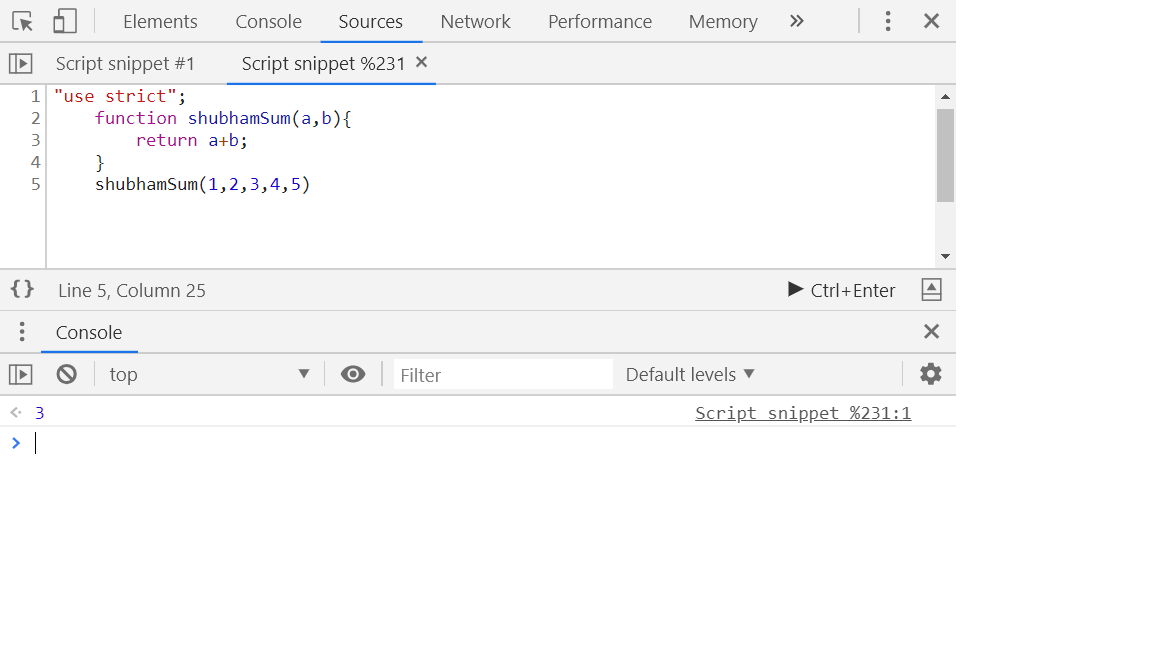 Elements Console Sources Network Performance Memory »
Script snippet #1 Script snippet %231 ×
1 "use strict";
2 function shubhamSum(a,b){
3 return a+b;
4 }
5 shubhamSum(1,2,3,4,5)
{} Line 5, Column 25 Ctrl+Enter
Console
top Filter Default levels
3 Script snippet %231:1